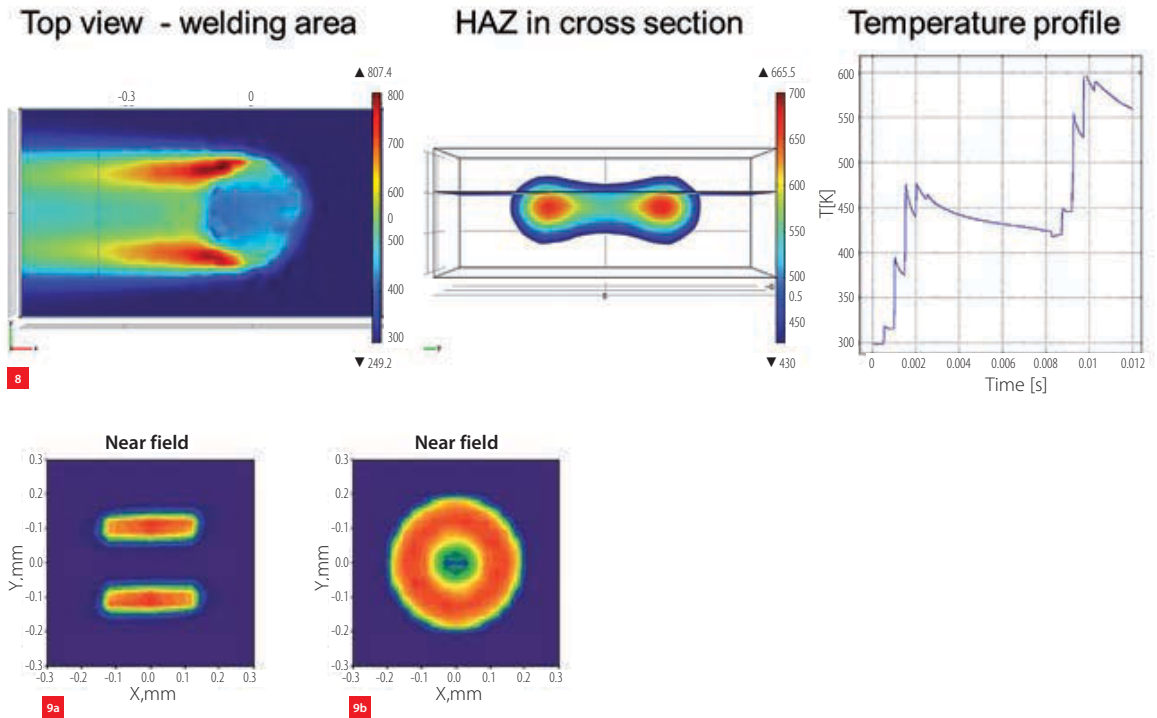 Top view - welding area
HAZ in cross section
Temperature profile
▲ 807.4
-0.3 0
800
700
600
0
500
400
300
▼ 249.2
▲ 665.5
700
650
600
550
500
0.5
450
▼ 430
600
550
500
450
400
350
300
T[K]
0 0.002 0.004 0.006 0.008 0.01 0.012
Time [s]
8
Near field
0.3
0.2
-0.1
0.0
-0.1
-0.2
-0.3
Y,mm
-0.3 -0.2 -0.1 0.0 0.1 0.2 0.3
X,mm
9a
Near field
0.3
0.2
-0.1
0.0
-0.1
-0.2
-0.3
Y,mm
-0.3 -0.2 -0.1 0.0 0.1 0.2 0.3
X,mm
9b